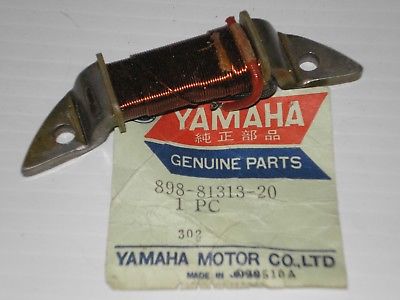 YAMAHA
純正部品
GENUINE PARTS
898-81313-20
1 PC
302
YAMAHA MOTOR CO.,LTD
MADE IN